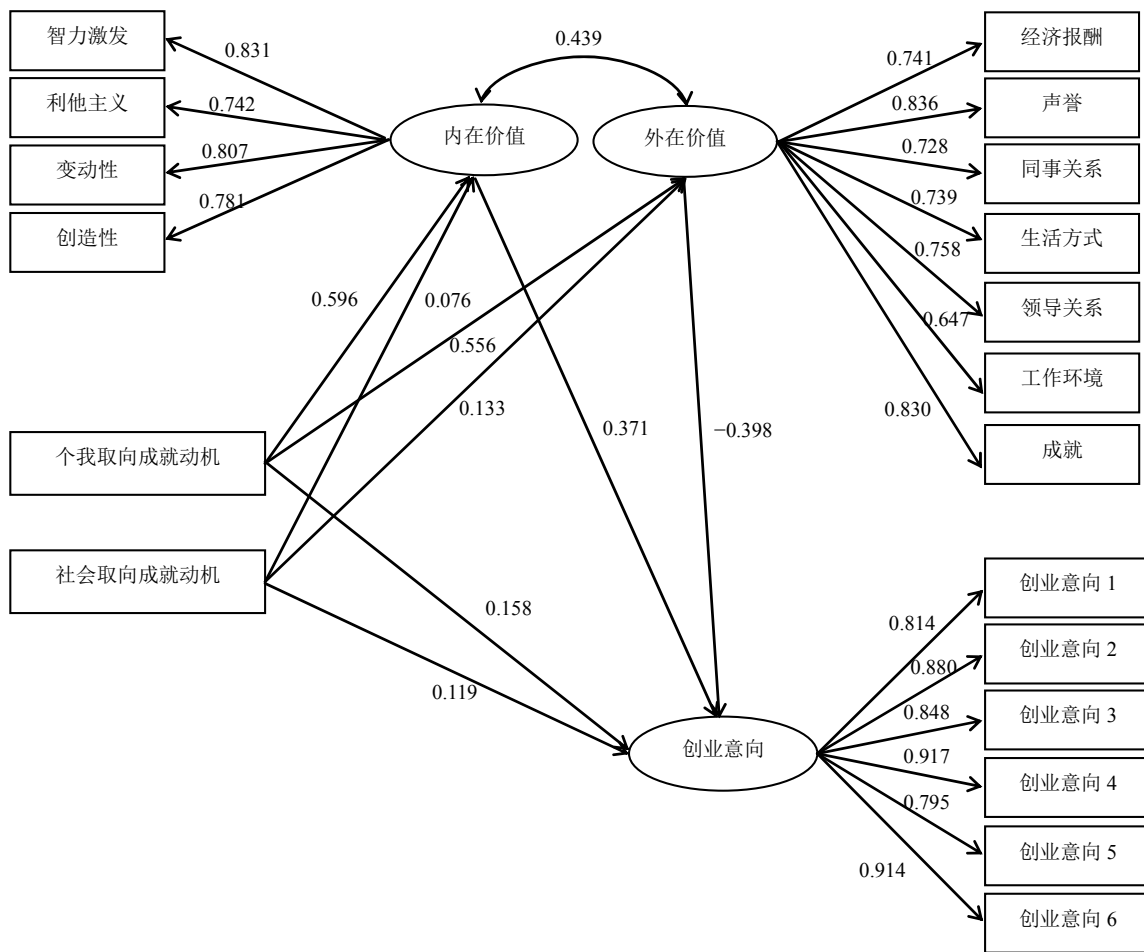 智力激发
利他主义
变动性
创造性
0.831
0.742
0.807
0.781
0.439
内在价值
外在价值
0.741
0.836
0.728
0.739
0.758
0.647
0.830
经济报酬
声誉
同事关系
生活方式
领导关系
工作环境
成就
0.596
0.076
0.556
0.133
0.371
−0.398
个我取向成就动机
社会取向成就动机
0.158
0.119
创业意向
0.814
0.880
0.848
0.917
0.795
0.914
创业意向 1
创业意向 2
创业意向 3
创业意向 4
创业意向 5
创业意向 6